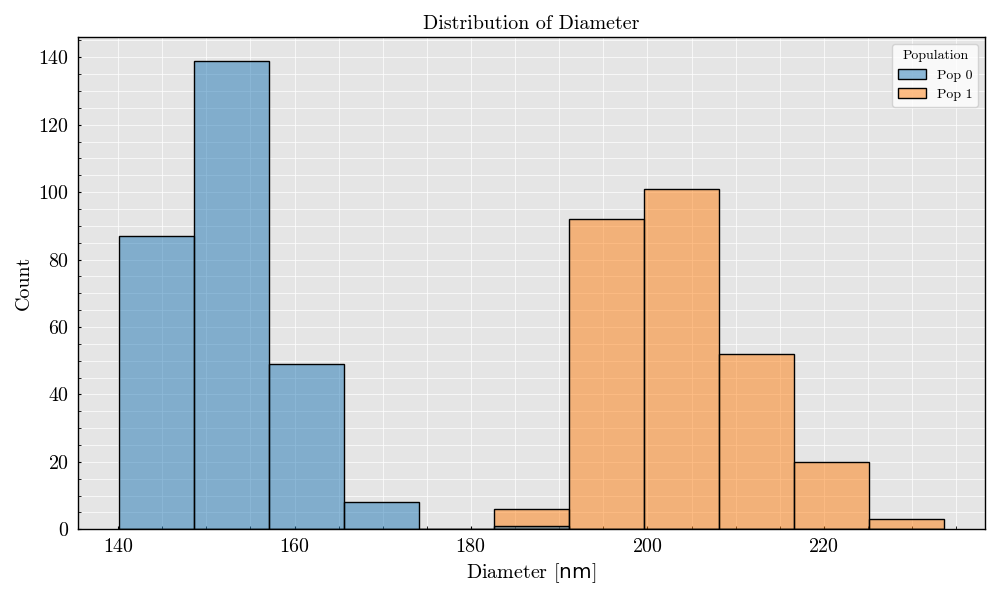 Distribution of Diameter
Population
Pop 0
Pop 1
Count
140
120
100
80
60
40
20
0
140 160 180 200 220
Diameter [nm]